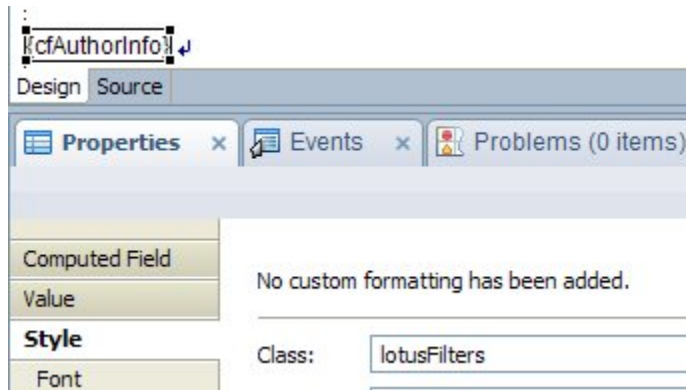 :
{cfAuthorInfo}
Design Source
Properties Events Problems (0 items)
Computed Field
Value
No custom formatting has been added.
Style
Class: lotusFilters
Font